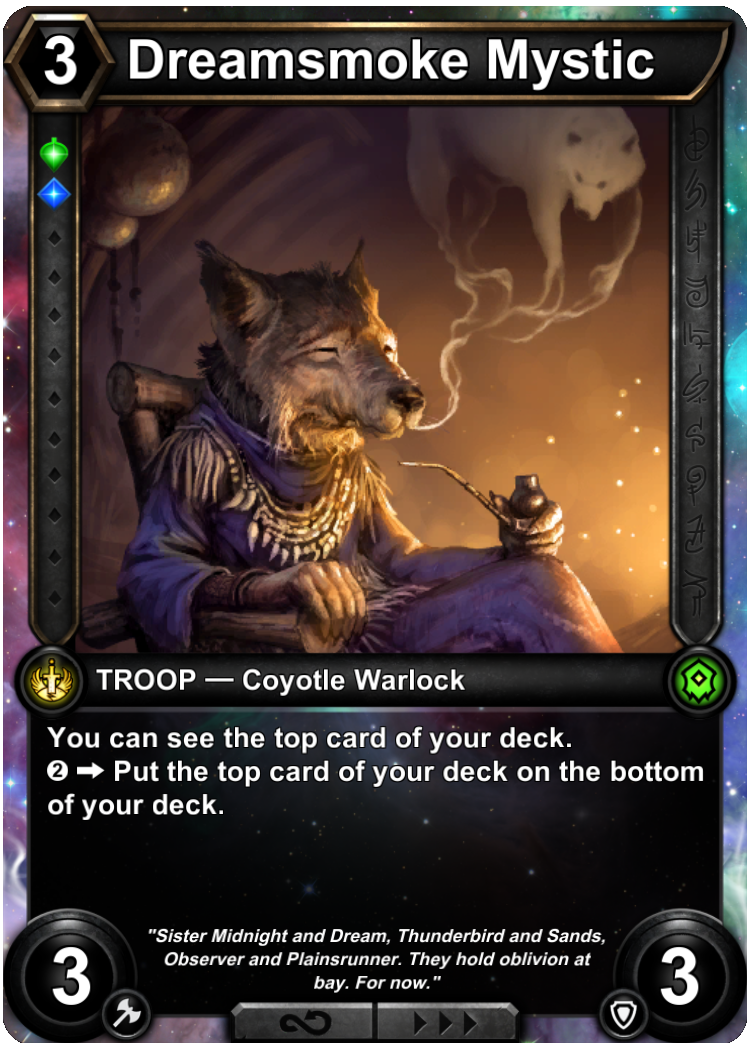 3 Dreamsmoke Mystic
TROOP — Coyotle Warlock
You can see the top card of your deck.
❷ ➡ Put the top card of your deck on the bottom
of your deck.
"Sister Midnight and Dream, Thunderbird and Sands,
Observer and Plainsrunner. They hold oblivion at
bay. For now."
3
3